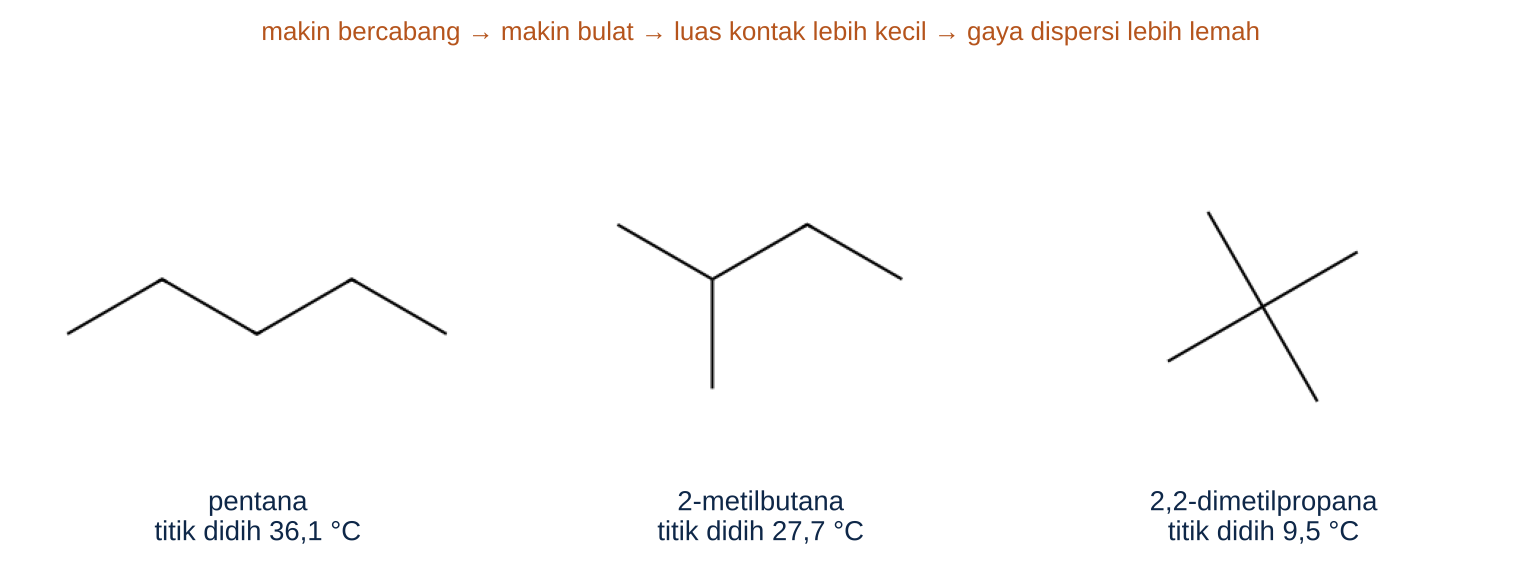 makin bercabang → makin bulat → luas kontak lebih kecil → gaya dispersi lebih lemah
pentana
titik didih 36,1 °C
2-metilbutana
titik didih 27,7 °C
2,2-dimetilpropana
titik didih 9,5 °C